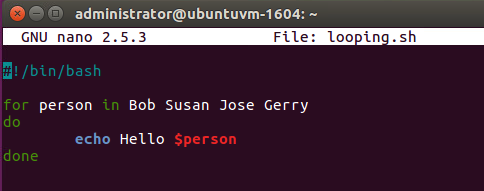 administrator@ubuntuvm-1604: ~
GNU nano 2.5.3 File: looping.sh
#!/bin/bash
for person in Bob Susan Jose Gerry
do
echo Hello $person
done